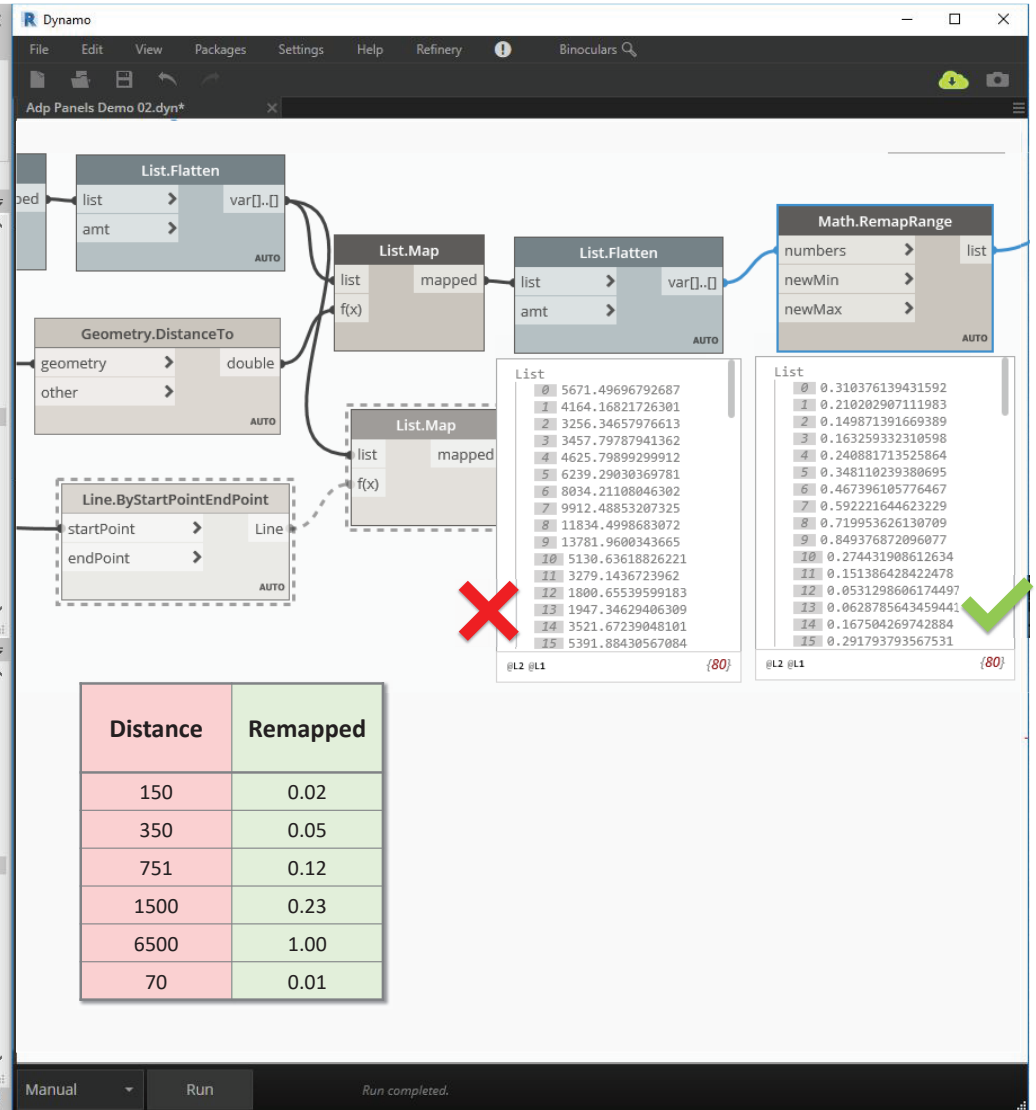 Dynamo
File Edit View Packages Settings Help Refinery Binoculars
Adp Panels Demo 02.dyn*
List.Flatten
ped
list > var[]..[]
amt >
AUTO
List.Map
list mapped
f(x)
List.Flatten
list > var[]..[]
amt >
AUTO
Math.RemapRange
numbers > list
newMin >
newMax >
AUTO
Geometry.DistanceTo
geometry > double
other >
AUTO
List.Map
list mapped
f(x)
Line.ByStartPointEndPoint
startPoint > Line
endPoint >
AUTO
List
0 5671.49696792687
1 4164.16821726301
2 3256.34657976613
3 3457.79787941362
4 4625.79899299912
5 6239.29030369781
6 8034.21108046302
7 9912.48853207325
8 11834.4998683072
9 13781.9600343665
10 5130.63618826221
11 3279.1436723962
12 1800.65539599183
13 1947.34629406309
14 3521.67239048101
15 5391.88430567084
@L2 @L1 {80}
List
0 0.310376139431592
1 0.210202907111983
2 0.149871391669389
3 0.163259332310598
4 0.240881713525864
5 0.348110239380695
6 0.467396105776467
7 0.592221644623229
8 0.719953626130709
9 0.849376872096077
10 0.274431908612634
11 0.151386428422478
12 0.0531298606174497
13 0.0628785643459441
14 0.167504269742884
15 0.291793793567531
@L2 @L1 {80}
Distance Remapped
150 0.02
350 0.05
751 0.12
1500 0.23
6500 1.00
70 0.01
Manual Run Run completed.